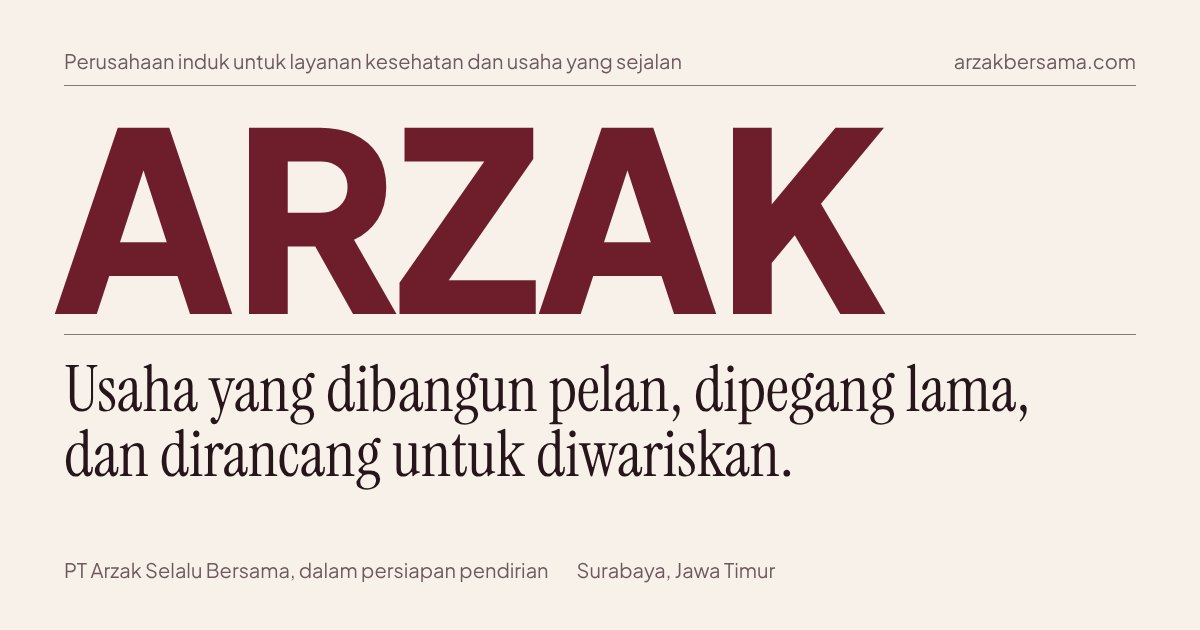 Perusahaan induk untuk layanan kesehatan dan usaha yang sejalan
arzakbersama.com
ARZAK
Usaha yang dibangun pelan, dipegang lama,
dan dirancang untuk diwariskan.
PT Arzak Selalu Bersama, dalam persiapan pendirian
Surabaya, Jawa Timur